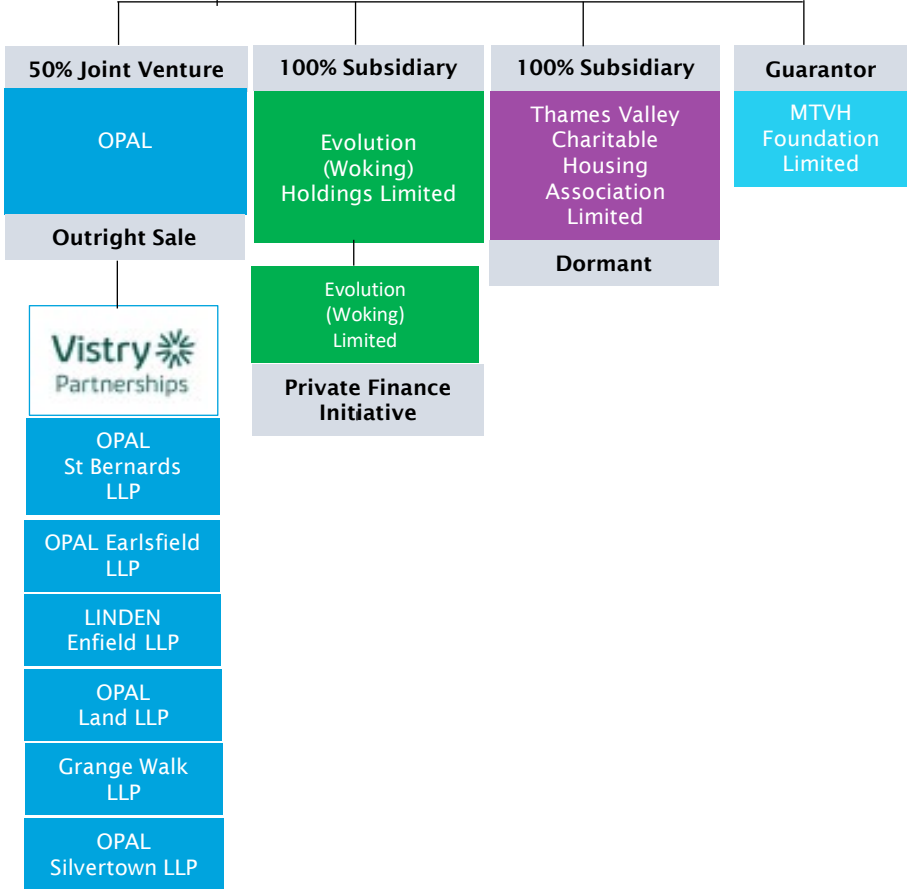 50% Joint Venture
OPAL
Outright Sale
Vistry
Partnerships
OPAL
St Bernards
LLP
OPAL Earlsfield
LLP
LINDEN
Enfield LLP
OPAL
Land LLP
Grange Walk
LLP
OPAL
Silvertown LLP
100% Subsidiary
Evolution
(Woking)
Holdings Limited
Evolution
(Woking)
Limited
Private Finance
Initiative
100% Subsidiary
Thames Valley
Charitable
Housing
Association
Limited
Dormant
Guarantor
MTVH
Foundation
Limited